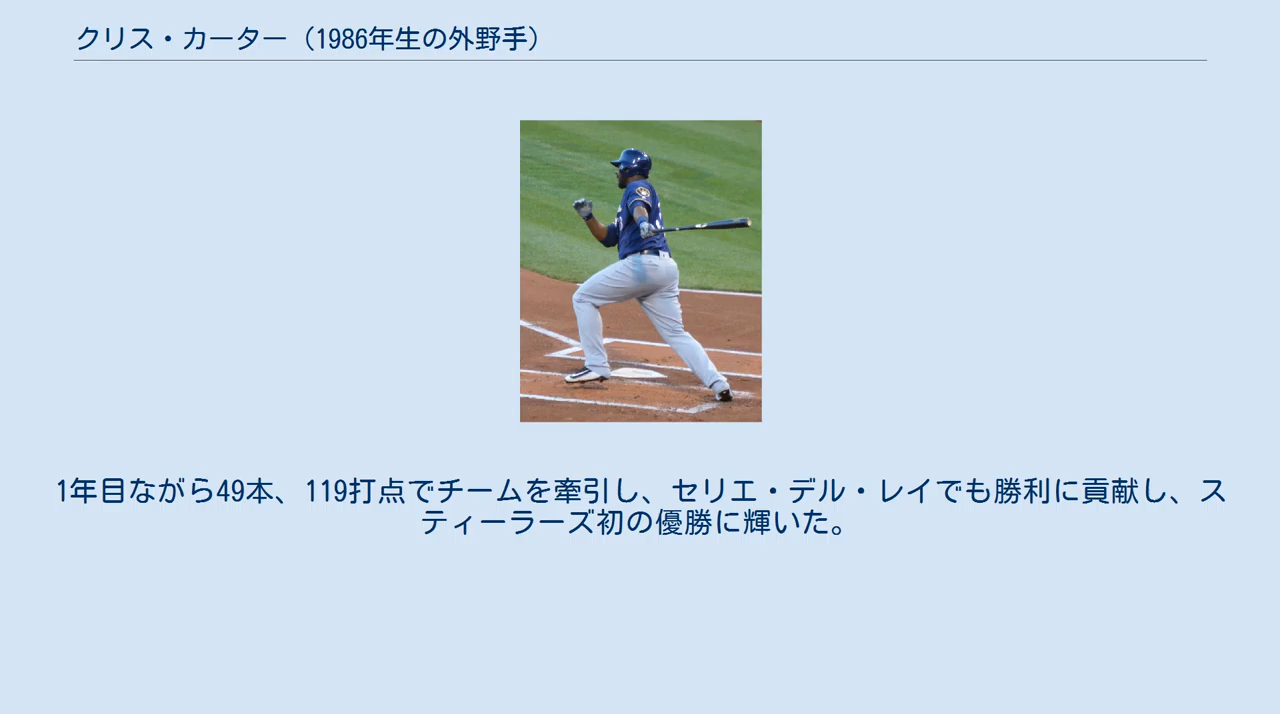 クリス・カーター（1986年生の外野手）
1年目ながら49本、119打点でチームを牽引し、セリエ・デル・レイでも勝利に貢献し、ス
ティーラーズ初の優勝に輝いた。